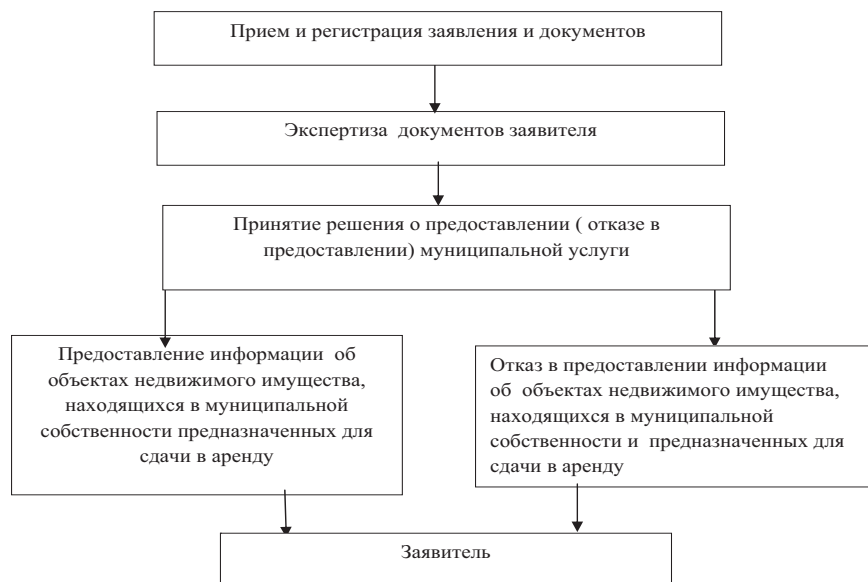 Прием и регистрация заявления и документов
Экспертиза документов заявителя
Принятие решения о предоставлении ( отказе в
предоставлении) муниципальной услуги
Предоставление информации об
объектах недвижимого имущества,
находящихся в муниципальной
собственности предназначенных для
сдачи в аренду
Отказ в предоставлении информации
об объектах недвижимого имущества,
находящихся в муниципальной
собственности и предназначенных для
сдачи в аренду
Заявитель